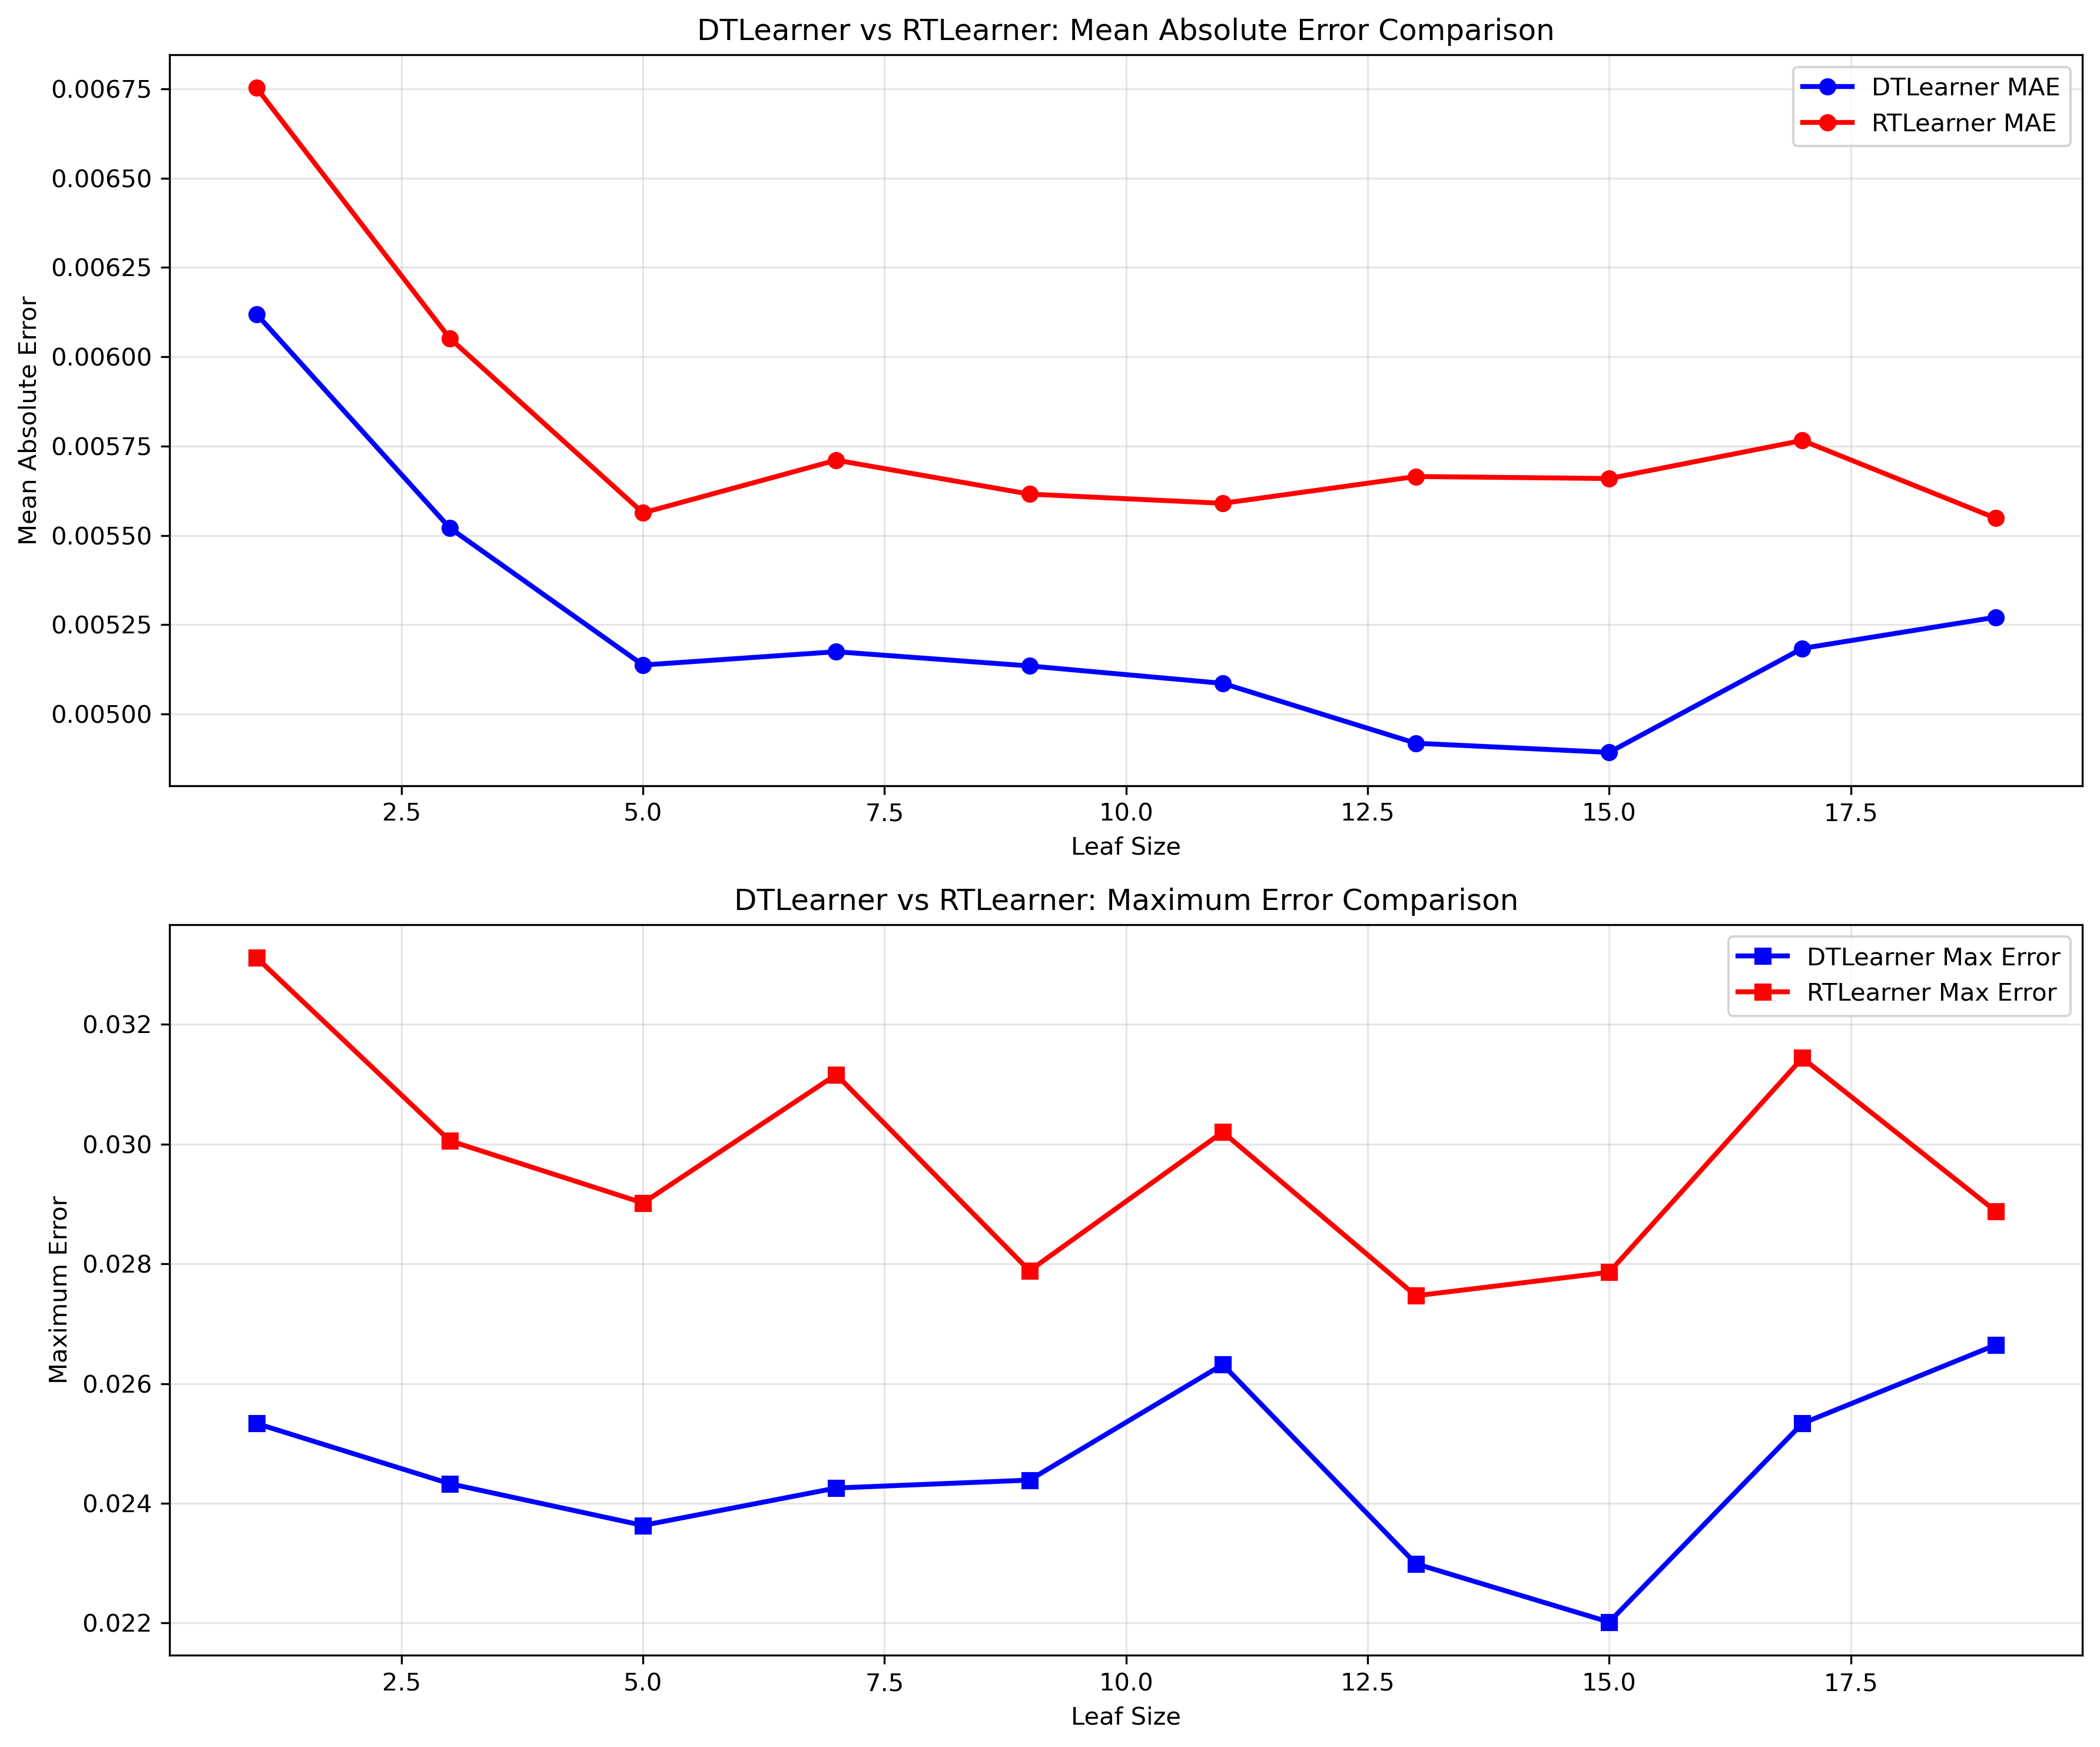 DTLearner vs RTLearner: Mean Absolute Error Comparison
DTLearner MAE
RTLearner MAE
Mean Absolute Error
0.00675
0.00650
0.00625
0.00600
0.00575
0.00550
0.00525
0.00500
2.5 5.0 7.5 10.0 12.5 15.0 17.5
Leaf Size
DTLearner vs RTLearner: Maximum Error Comparison
DTLearner Max Error
RTLearner Max Error
Maximum Error
0.032
0.030
0.028
0.026
0.024
0.022
2.5 5.0 7.5 10.0 12.5 15.0 17.5
Leaf Size